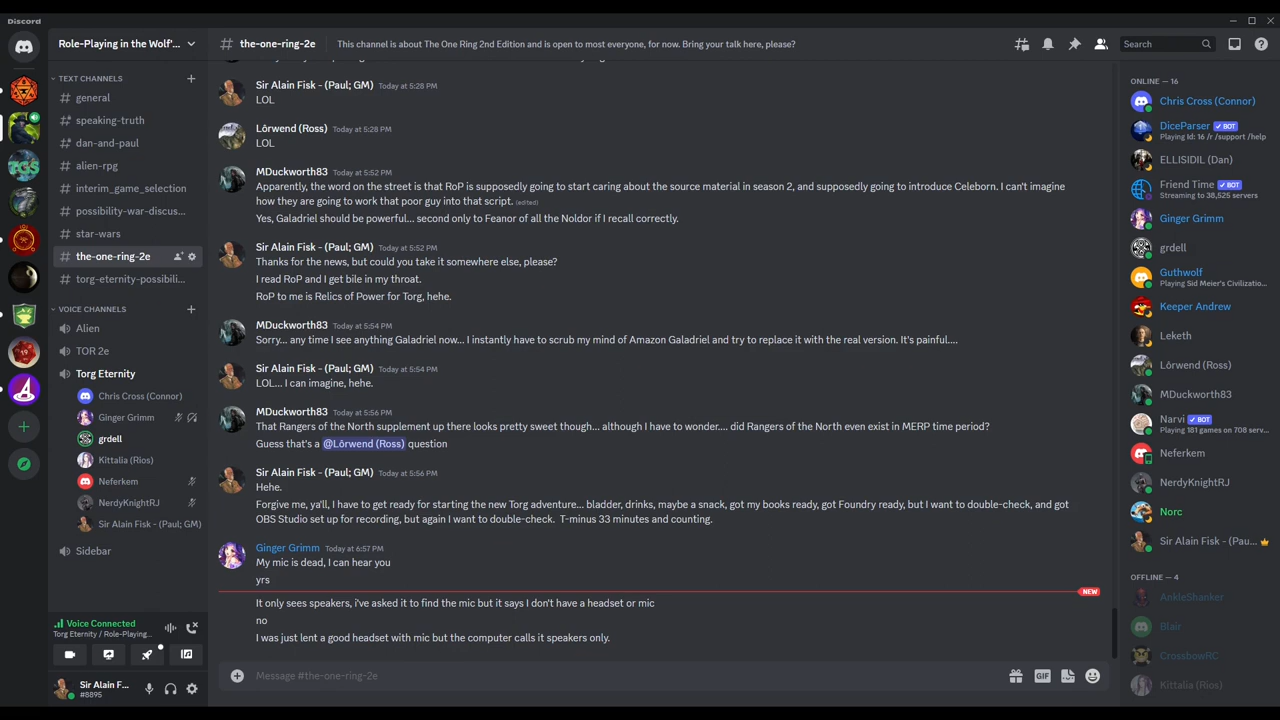 Discord
Role-Playing in the Wolf'...
the-one-ring-2e
This channel is about The One Ring 2nd Edition and is open to most everyone, for now. Bring your talk here, please?
Search
TEXT CHANNELS
general
speaking-truth
dan-and-paul
alien-rpg
interim_game_selection
possibility-war-discus...
star-wars
the-one-ring-2e
torg-eternity-possibili...
VOICE CHANNELS
Alien
TOR 2e
Torg Eternity
Chris Cross (Connor)
Ginger Grimm
grdell
Kittalia (Rios)
Neferkem
NerdyKnightRJ
Sir Alain Fisk - (Paul; GM)
Sidebar
Voice Connected
Torg Eternity / Role-Playing...
Sir Alain F...
#8895
Sir Alain Fisk - (Paul; GM) Today at 5:28 PM
LOL
Lôrwend (Ross) Today at 5:28 PM
LOL
MDuckworth83 Today at 5:52 PM
Apparently, the word on the street is that RoP is supposedly going to start caring about the source material in season 2, and supposedly going to introduce Celeborn. I can't imagine
how they are going to work that poor guy into that script. (edited)
Yes, Galadriel should be powerful... second only to Feanor of all the Noldor if I recall correctly.
Sir Alain Fisk - (Paul; GM) Today at 5:52 PM
Thanks for the news, but could you take it somewhere else, please?
I read RoP and I get bile in my throat.
RoP to me is Relics of Power for Torg, hehe.
MDuckworth83 Today at 5:54 PM
Sorry... any time I see anything Galadriel now... I instantly have to scrub my mind of Amazon Galadriel and try to replace it with the real version. It's painful....
Sir Alain Fisk - (Paul; GM) Today at 5:54 PM
LOL... I can imagine, hehe.
MDuckworth83 Today at 5:56 PM
That Rangers of the North supplement up there looks pretty sweet though... although I have to wonder.... did Rangers of the North even exist in MERP time period?
Guess that's a @Lôrwend (Ross) question
Sir Alain Fisk - (Paul; GM) Today at 5:56 PM
Hehe.
Forgive me, ya'll, I have to get ready for starting the new Torg adventure... bladder, drinks, maybe a snack, got my books ready, got Foundry ready, but I want to double-check, and got
OBS Studio set up for recording, but again I want to double-check.  T-minus 33 minutes and counting.
Ginger Grimm Today at 6:57 PM
My mic is dead, I can hear you
yrs
NEW
It only sees speakers, i've asked it to find the mic but it says I don't have a headset or mic
no
I was just lent a good headset with mic but the computer calls it speakers only.
Message #the-one-ring-2e
GIF
ONLINE — 16
Chris Cross (Connor)
DiceParser BOT
Playing Id: 16 /r /support /help
ELLISIDIL (Dan)
Friend Time BOT
Streaming to 38,525 servers
Ginger Grimm
grdell
Guthwolf
Playing Sid Meier's Civilizatio...
Keeper Andrew
Leketh
Lôrwend (Ross)
MDuckworth83
Narvi BOT
Playing 181 games on 708 serv...
Neferkem
NerdyKnightRJ
Norc
Sir Alain Fisk - (Pau...
OFFLINE — 4
AnkleShanker
Blair
CrossbowRC
Kittalia (Rios)